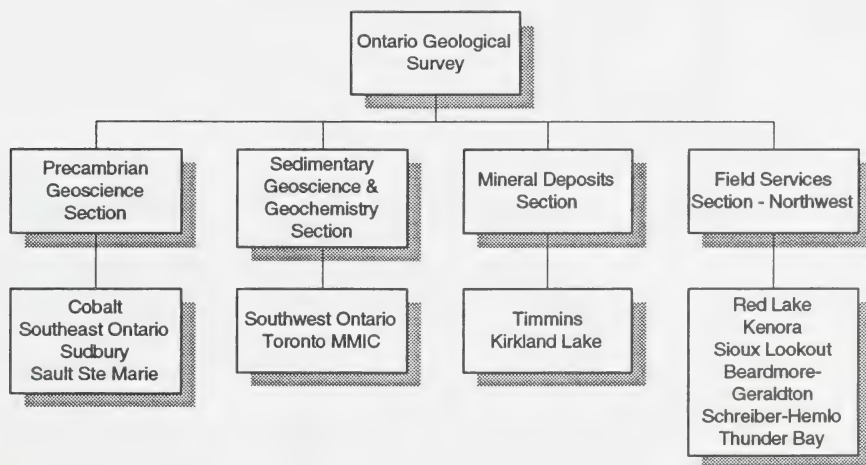 Ontario Geological
Survey
Precambrian
Geoscience
Section
Sedimentary
Geoscience &
Geochemistry
Section
Mineral Deposits
Section
Field Services
Section - Northwest
Cobalt
Southeast Ontario
Sudbury
Sault Ste Marie
Southwest Ontario
Toronto MMIC
Timmins
Kirkland Lake
Red Lake
Kenora
Sioux Lookout
Beardmore-
Geraldton
Schreiber-Hemlo
Thunder Bay